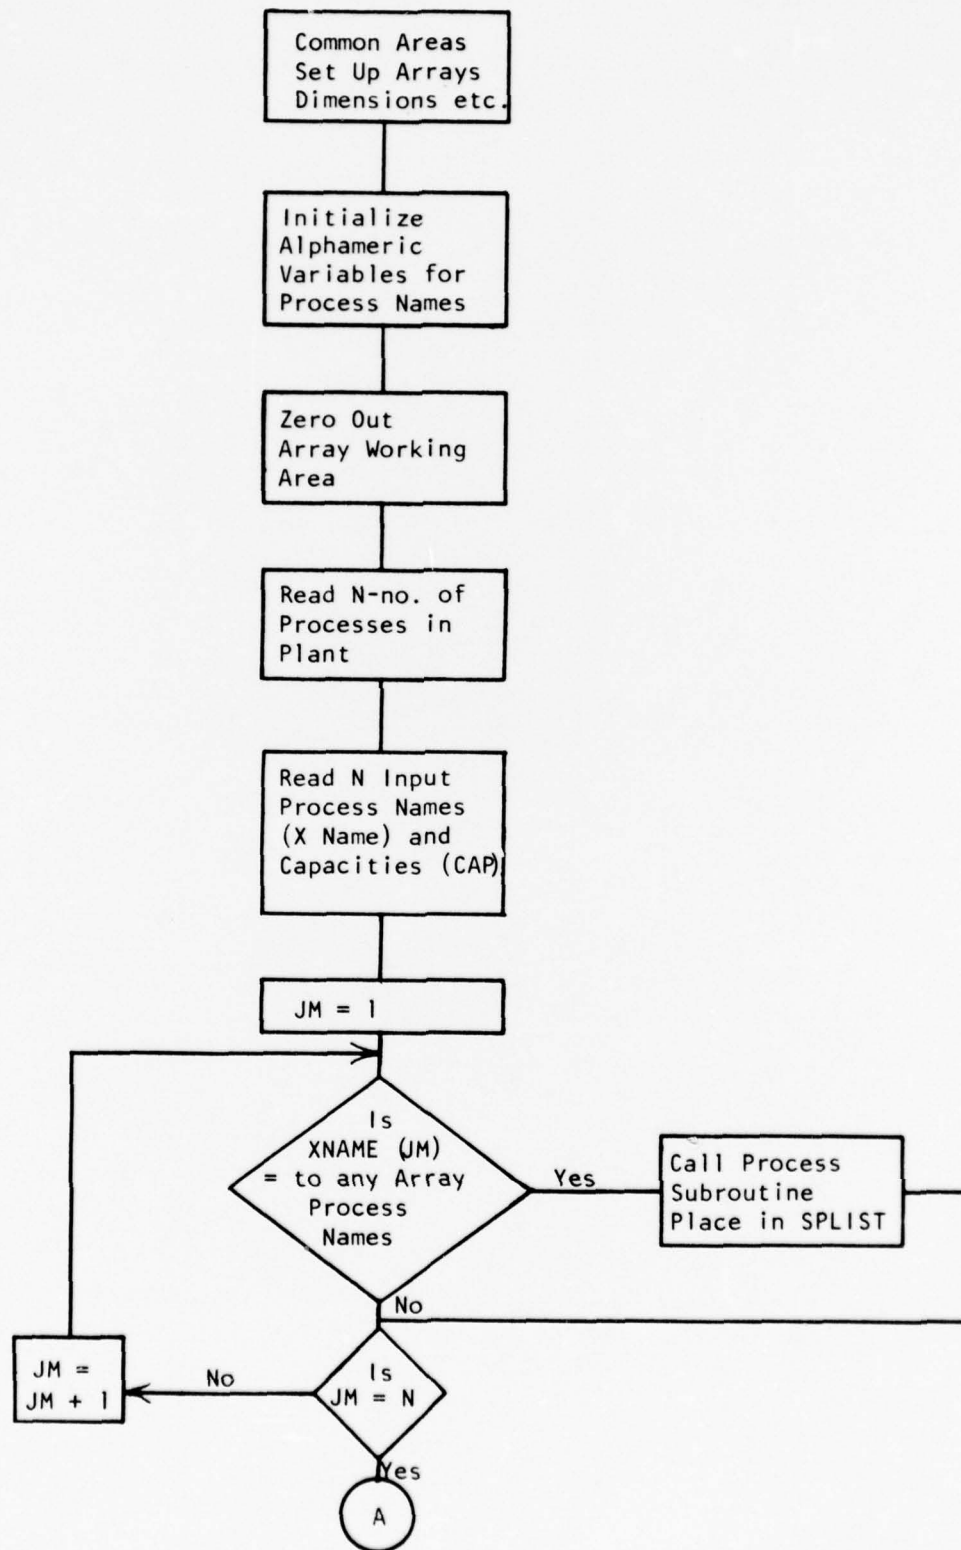 Common Areas
Set Up Arrays
Dimensions etc.
Initialize
Alphameric
Variables for
Process Names
Zero Out
Array Working
Area
Read N-no. of
Processes in
Plant
Read N Input
Process Names
(X Name) and
Capacities (CAP)
JM = 1
Is
XNAME (JM)
= to any Array
Process
Names
Yes
Call Process
Subroutine
Place in SPLIST
No
Is
JM = N
No
JM =
JM + 1
Yes
A